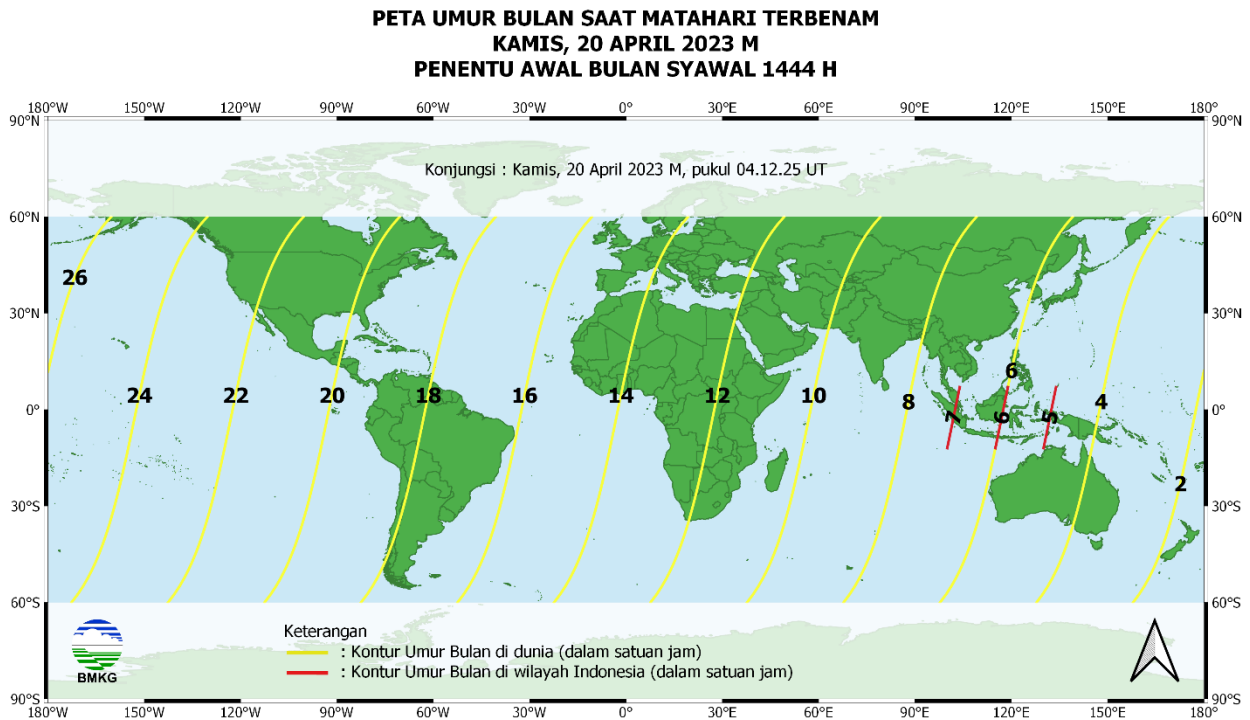 PETA UMUR BULAN SAAT MATAHARI TERBENAM
KAMIS, 20 APRIL 2023 M
PENENTU AWAL BULAN SYAWAL 1444 H
180°W 150°W 120°W 90°W 60°W 30°W 0° 30°E 60°E 90°E 120°E 150°E 180°
90°N 90°N
Konjungsi : Kamis, 20 April 2023 M, pukul 04.12.25 UT
60°N 60°N
26
30°N 30°N
6
24 22 20 18 16 14 12 10 8 4
0° 7 6 5 0°
2
30°S 30°S
60°S 60°S
Keterangan
: Kontur Umur Bulan di dunia (dalam satuan jam)
: Kontur Umur Bulan di wilayah Indonesia (dalam satuan jam)
BMKG
90°S 90°S
180°W 150°W 120°W 90°W 60°W 30°W 0° 30°E 60°E 90°E 120°E 150°E 180°